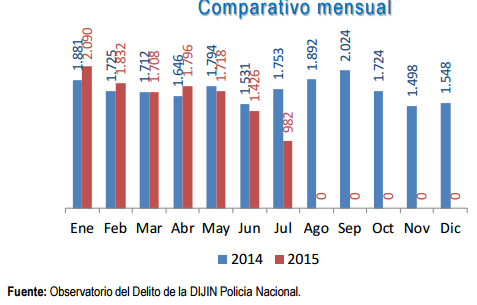 Comparativo mensual
1.881 2.090 1.725 1.832 1.712 1.708 1.646 1.796 1.794 1.718 1.531 1.426 1.753 982 1.892 0 2.024 0 1.724 0 1.498 0 1.548 0
Ene Feb Mar Abr May Jun Jul Ago Sep Oct Nov Dic
2014 2015
Fuente: Observatorio del Delito de la DIJIN Policia Nacional.